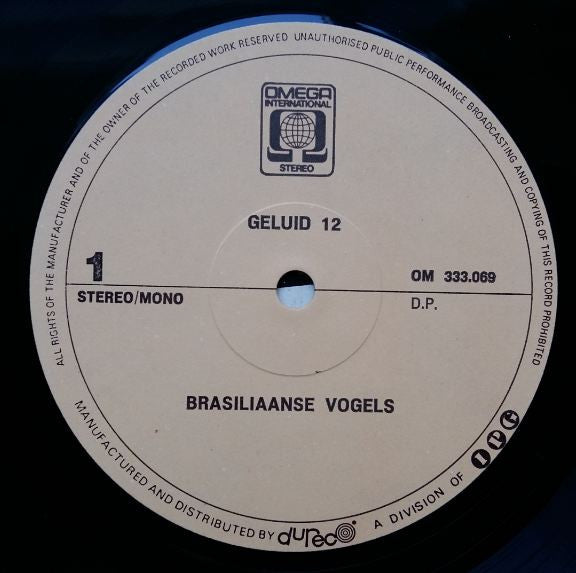 ALL RIGHTS OF THE MANUFACTURER AND OF THE OWNER OF THE RECORDED WORK RESERVED UNAUTHORISED PUBLIC PERFORMANCE BROADCASTING AND COPYING OF THIS RECORD PROHIBITED
OMEGA
INTERNATIONAL
STEREO
GELUID 12
1
OM 333.069
STEREO/MONO
D.P.
BRASILIAANSE VOGELS
MANUFACTURED AND DISTRIBUTED BY dureco A DIVISION OF